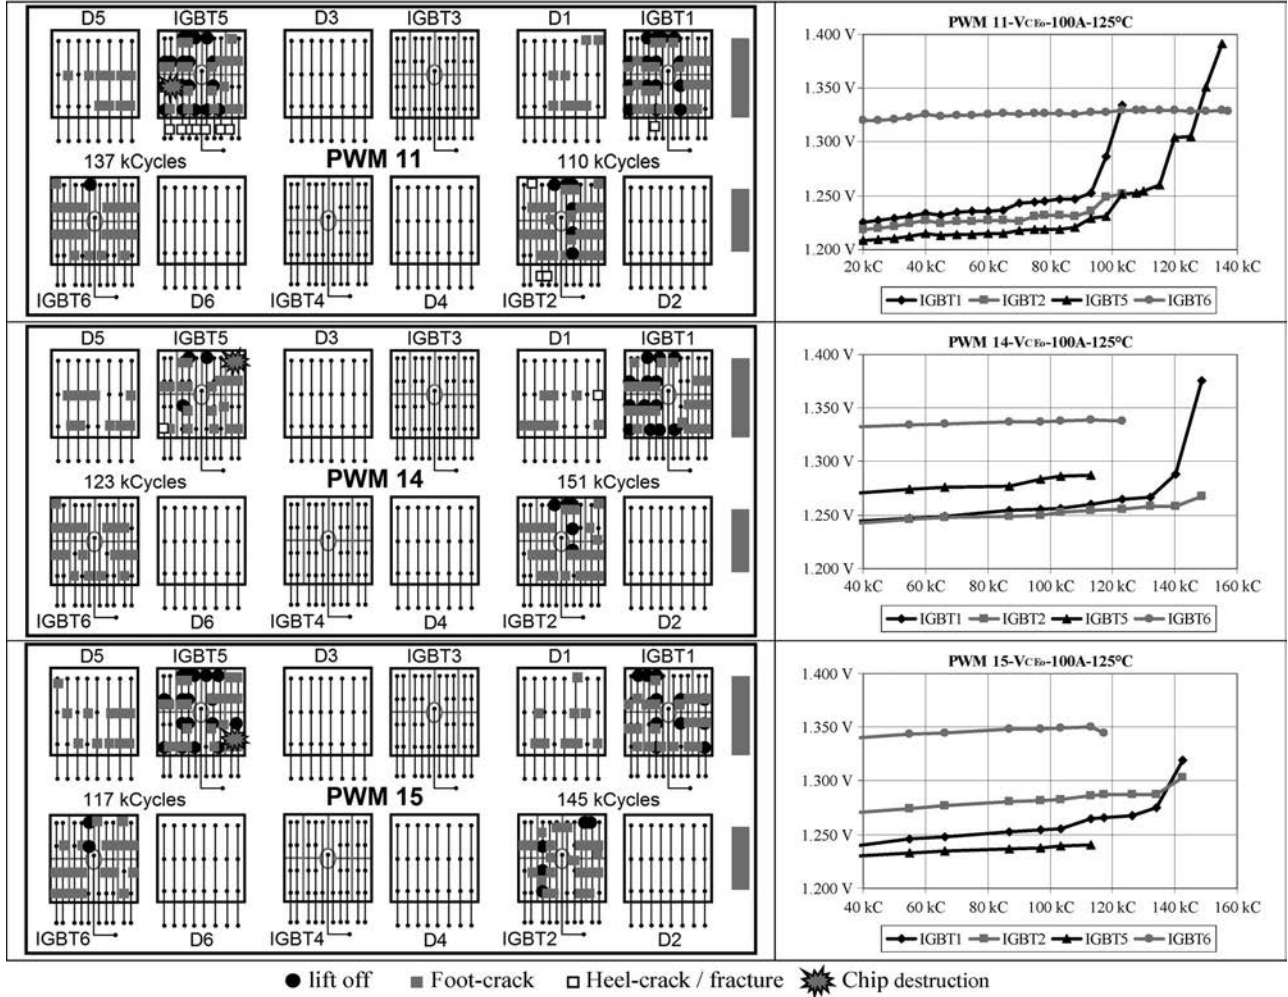 D5 IGBT5 D3 IGBT3 D1 IGBT1
137 kCycles PWM 11 110 kCycles
IGBT6 D6 IGBT4 D4 IGBT2 D2
PWM 11-VCE0-100A-125°C
1.400 V
1.350 V
1.300 V
1.250 V
1.200 V
20 kC 40 kC 60 kC 80 kC 100 kC 120 kC 140 kC
IGBT1 IGBT2 IGBT5 IGBT6
D5 IGBT5 D3 IGBT3 D1 IGBT1
123 kCycles PWM 14 151 kCycles
IGBT6 D6 IGBT4 D4 IGBT2 D2
PWM 14-VCE0-100A-125°C
1.400 V
1.350 V
1.300 V
1.250 V
1.200 V
40 kC 60 kC 80 kC 100 kC 120 kC 140 kC 160 kC
IGBT1 IGBT2 IGBT5 IGBT6
D5 IGBT5 D3 IGBT3 D1 IGBT1
117 kCycles PWM 15 145 kCycles
IGBT6 D6 IGBT4 D4 IGBT2 D2
PWM 15-VCE0-100A-125°C
1.400 V
1.350 V
1.300 V
1.250 V
1.200 V
40 kC 60 kC 80 kC 100 kC 120 kC 140 kC 160 kC
IGBT1 IGBT2 IGBT5 IGBT6
lift off Foot-crack Heel-crack / fracture Chip destruction